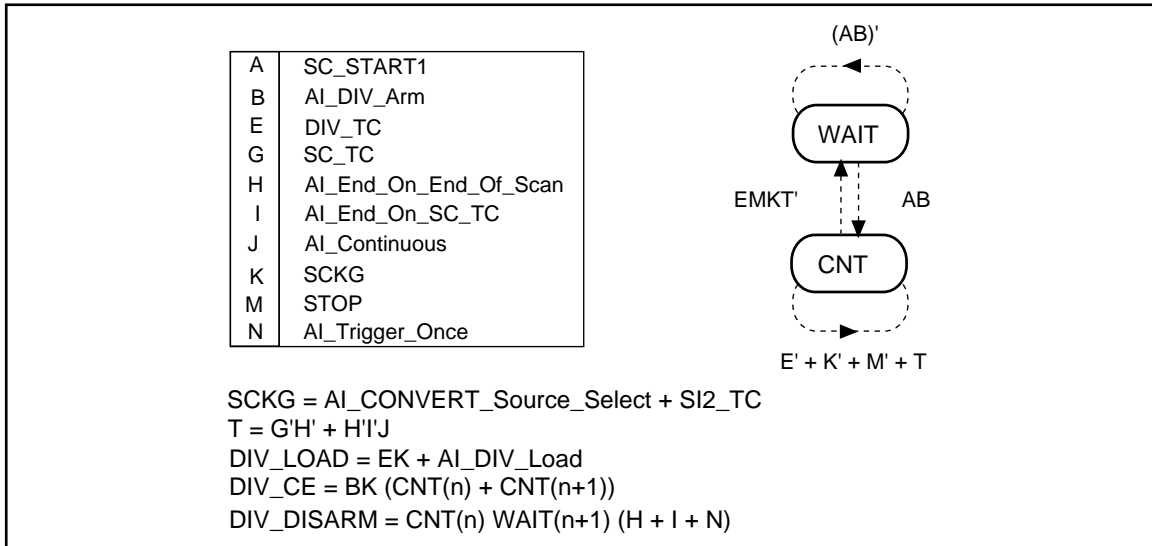 A SC_START1
B AI_DIV_Arm
E DIV_TC
G SC_TC
H AI_End_On_End_Of_Scan
I AI_End_On_SC_TC
J AI_Continuous
K SCKG
M STOP
N AI_Trigger_Once
(AB)'
WAIT
EMKT' AB
CNT
E' + K' + M' + T
SCKG = AI_CONVERT_Source_Select + SI2_TC
T = G'H' + H'I'J
DIV_LOAD = EK + AI_DIV_Load
DIV_CE = BK (CNT(n) + CNT(n+1))
DIV_DISARM = CNT(n) WAIT(n+1) (H + I + N)